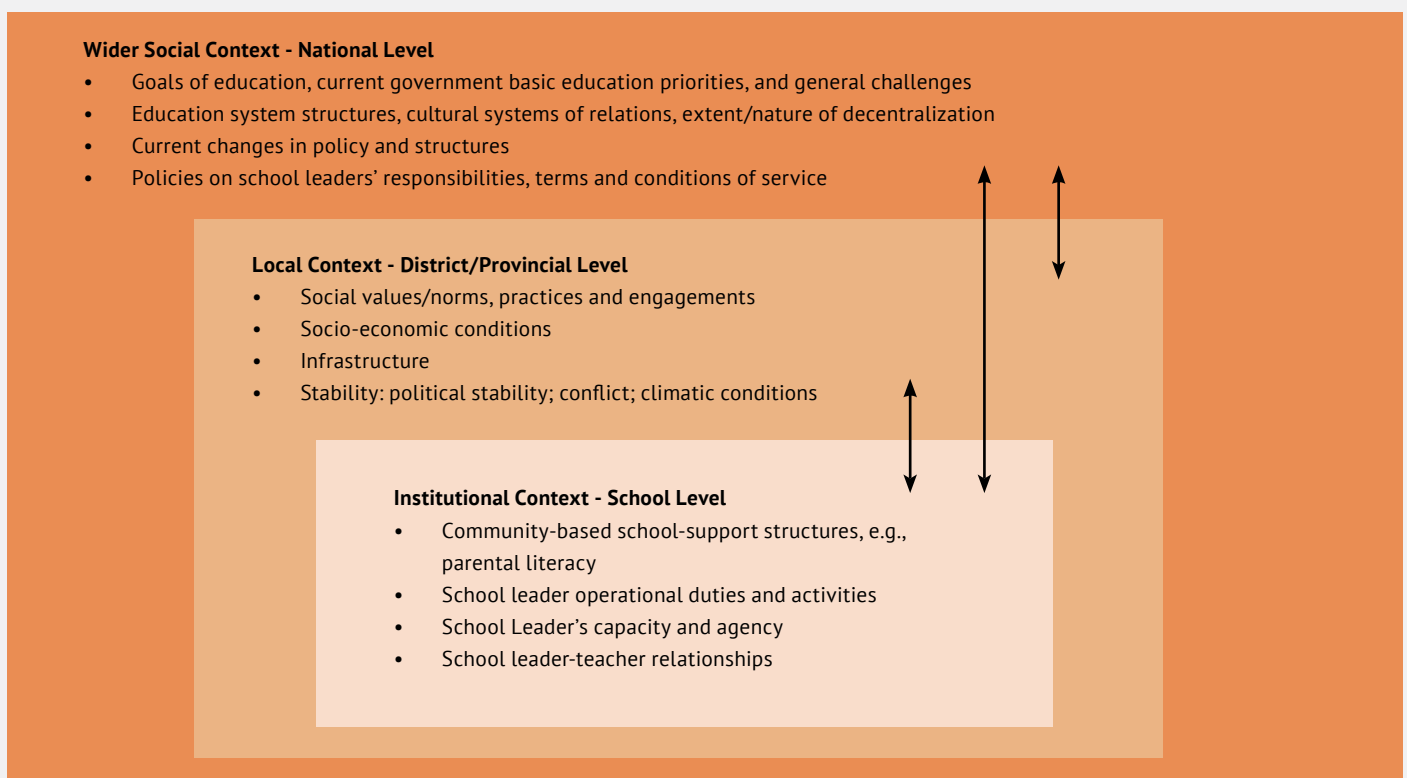 Wider Social Context - National Level
• Goals of education, current government basic education priorities, and general challenges
• Education system structures, cultural systems of relations, extent/nature of decentralization
• Current changes in policy and structures
• Policies on school leaders’ responsibilities, terms and conditions of service
Local Context - District/Provincial Level
• Social values/norms, practices and engagements
• Socio-economic conditions
• Infrastructure
• Stability: political stability; conflict; climatic conditions
Institutional Context - School Level
• Community-based school-support structures, e.g.,
parental literacy
• School leader operational duties and activities
• School Leader’s capacity and agency
• School leader-teacher relationships